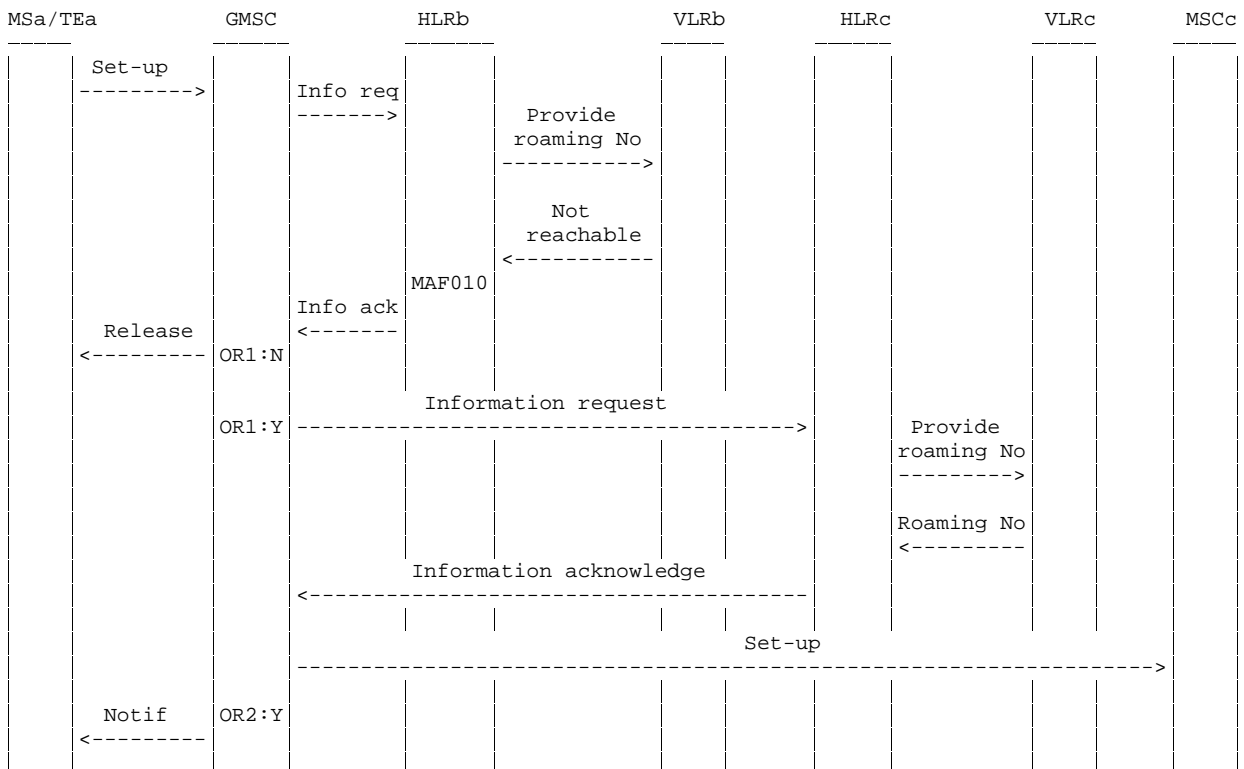 MSa/TEa GMSC HLRb VLRb HLRc VLRc MSCc
Set-up
Info req
Provide
roaming No
Not
reachable
MAF010
Info ack
Release
OR1:N
Information request
OR1:Y Provide
roaming No
Roaming No
Information acknowledge
Set-up
Notif OR2:Y